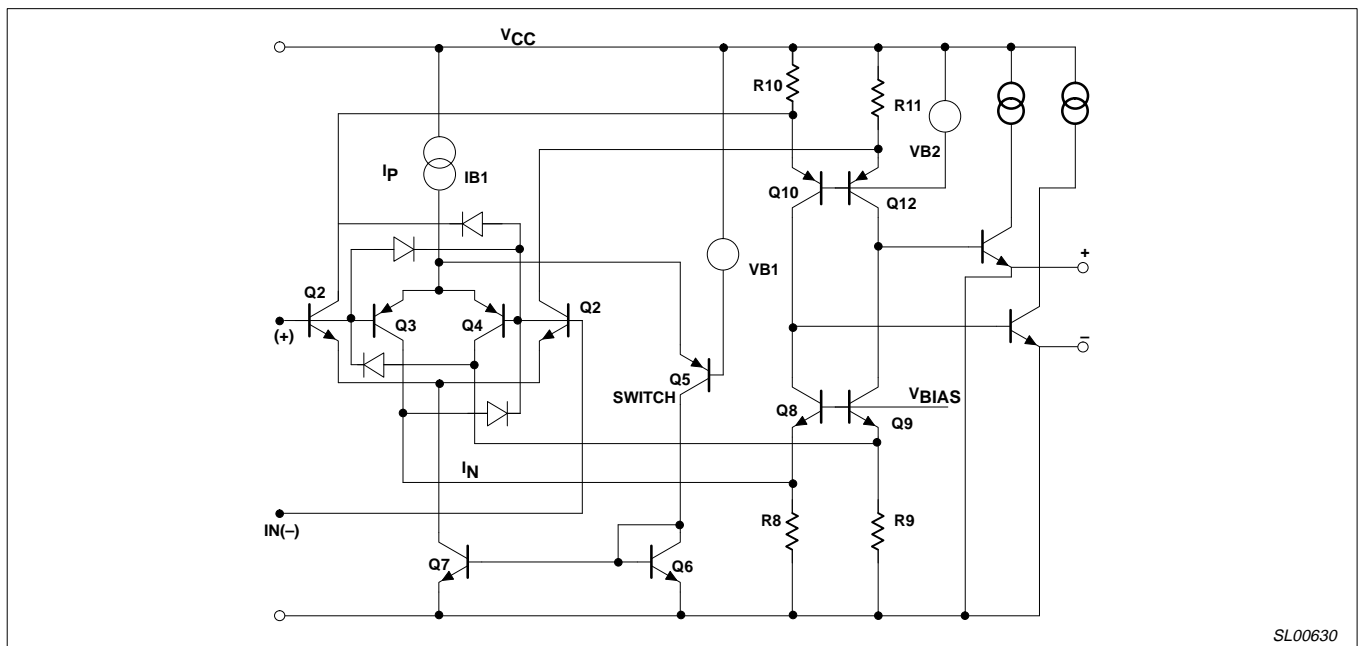 VCC
R10
R11
VB2
IP
IB1
Q10
Q12
VB1
+
Q2
Q2
(+)
Q3
Q4
–
Q5
SWITCH
Q8
VBIAS
Q9
IN
IN(–)
R8
R9
Q7
Q6
SL00630